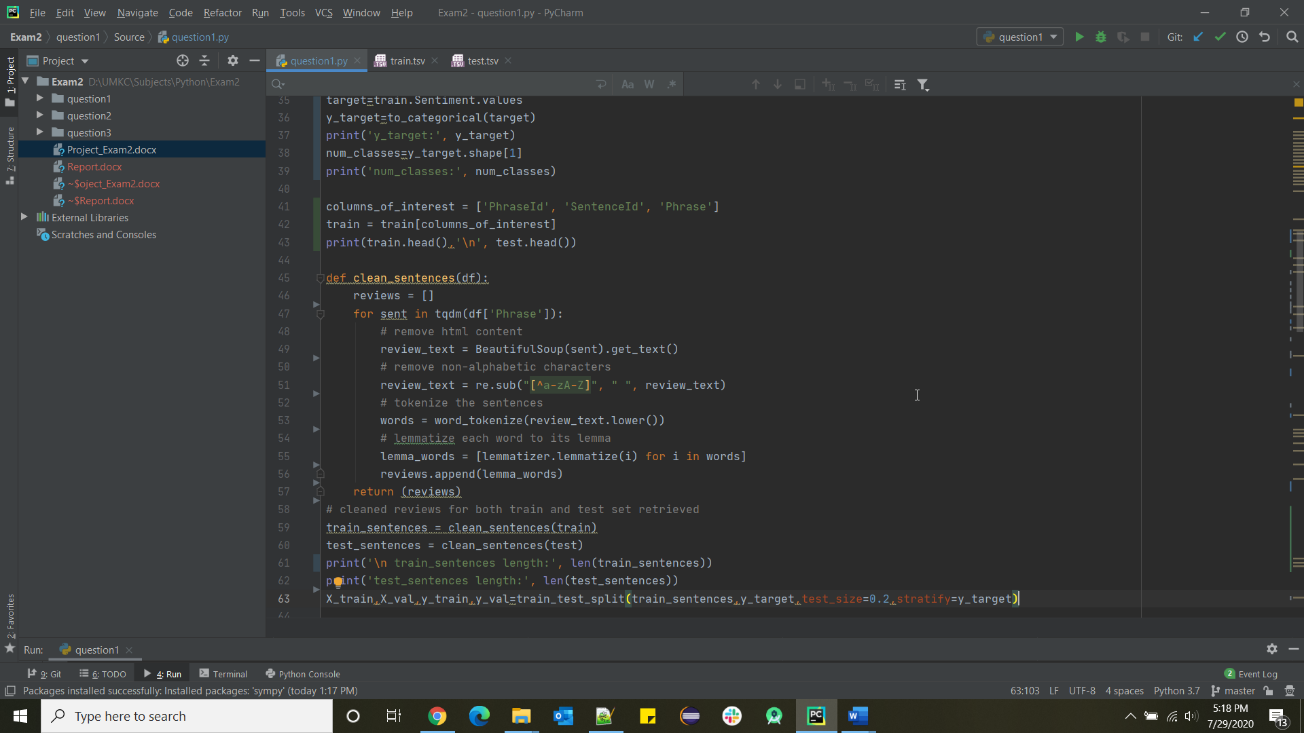 File Edit View Navigate Code Refactor Run Tools VCS Window Help Exam2 - question1.py - PyCharm
Exam2 question1 Source question1.py question1 Git:
1: Project
Project
question1.py train.tsv test.tsv
Exam2 D:\UMKC\Subjects\Python\Exam2
question1
question2
question3
Project_Exam2.docx
Report.docx
~$oject_Exam2.docx
~$Report.docx
External Libraries
Scratches and Consoles
7: Structure
2: Favorites
Aa W .*
35 target=train.Sentiment.values
36 y_target=to_categorical(target)
37 print('y_target:', y_target)
38 num_classes=y_target.shape[1]
39 print('num_classes:', num_classes)
40
41 columns_of_interest = ['PhraseId', 'SentenceId', 'Phrase']
42 train = train[columns_of_interest]
43 print(train.head(),'\n', test.head())
44
45 def clean_sentences(df):
46 reviews = []
47 for sent in tqdm(df['Phrase']):
48 # remove html content
49 review_text = BeautifulSoup(sent).get_text()
50 # remove non-alphabetic characters
51 review_text = re.sub("[^a-zA-Z]", " ", review_text)
52 # tokenize the sentences
53 words = word_tokenize(review_text.lower())
54 # lemmatize each word to its lemma
55 lemma_words = [lemmatizer.lemmatize(i) for i in words]
56 reviews.append(lemma_words)
57 return (reviews)
58 # cleaned reviews for both train and test set retrieved
59 train_sentences = clean_sentences(train)
60 test_sentences = clean_sentences(test)
61 print('\n train_sentences length:', len(train_sentences))
62 print('test_sentences length:', len(test_sentences))
63 X_train,X_val,y_train,y_val=train_test_split(train_sentences,y_target,test_size=0.2,stratify=y_target)
64
Run: question1
9: Git 6: TODO 4: Run Terminal Python Console 2 Event Log
Packages installed successfully: Installed packages: 'sympy' (today 1:17 PM) 63:103 LF UTF-8 4 spaces Python 3.7 master
Type here to search
5:18 PM
7/29/2020
13